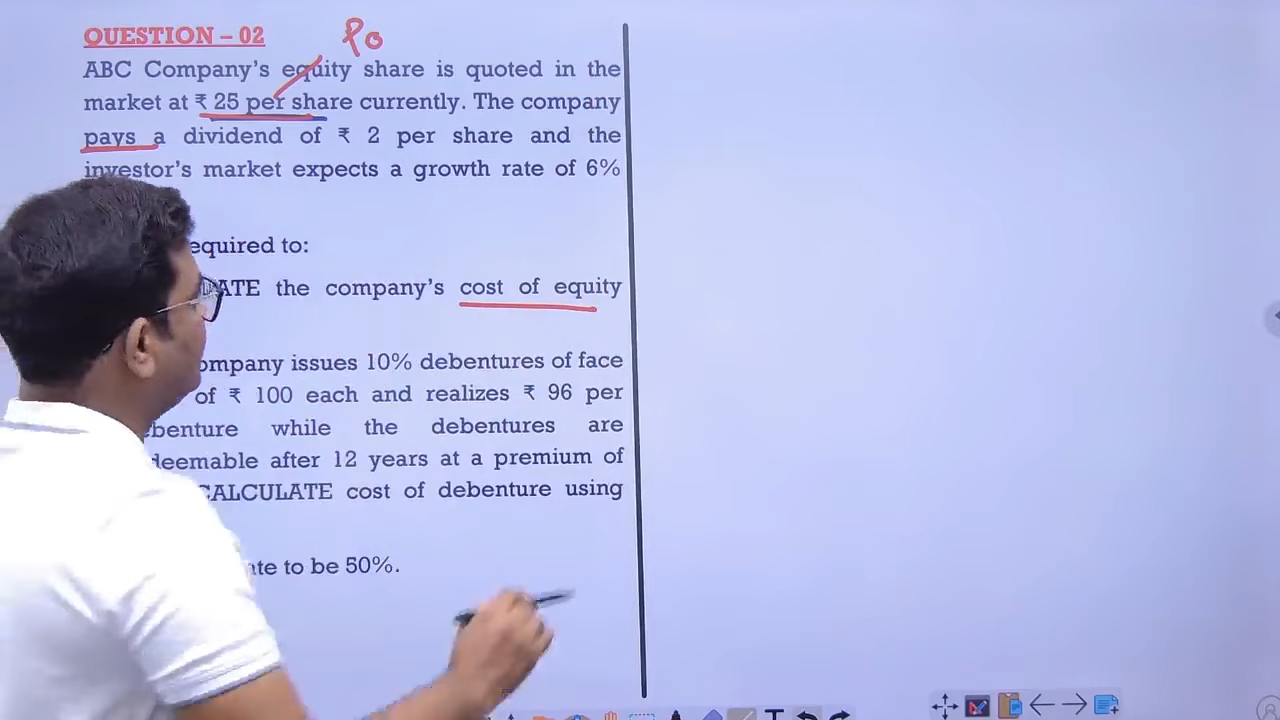 QUESTION – 02
Po
ABC Company's equity share is quoted in the
market at ₹ 25 per share currently. The company
pays a dividend of ₹ 2 per share and the
investor's market expects a growth rate of 6%
equired to:
ATE the company's cost of equity
ompany issues 10% debentures of face
of ₹ 100 each and realizes ₹ 96 per
benture while the debentures are
deemable after 12 years at a premium of
CALCULATE cost of debenture using
te to be 50%.
T